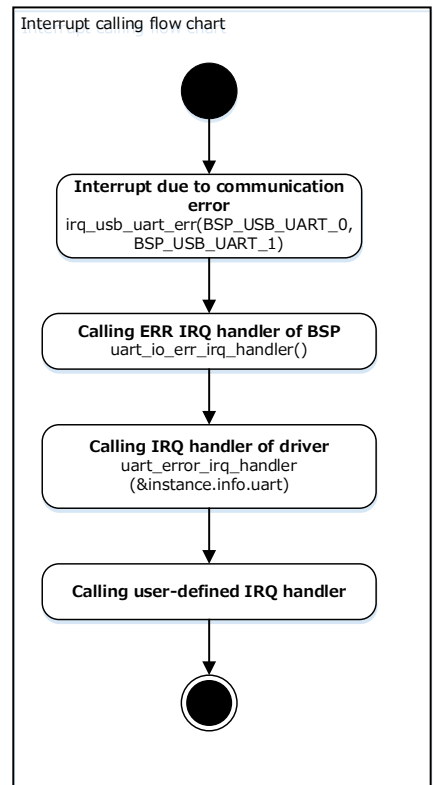 Interrupt calling flow chart
Interrupt due to communication
error
irq_usb_uart_err(BSP_USB_UART_0,
BSP_USB_UART_1)
Calling ERR IRQ handler of BSP
uart_io_err_irq_handler()
Calling IRQ handler of driver
uart_error_irq_handler
(&instance.info.uart)
Calling user-defined IRQ handler